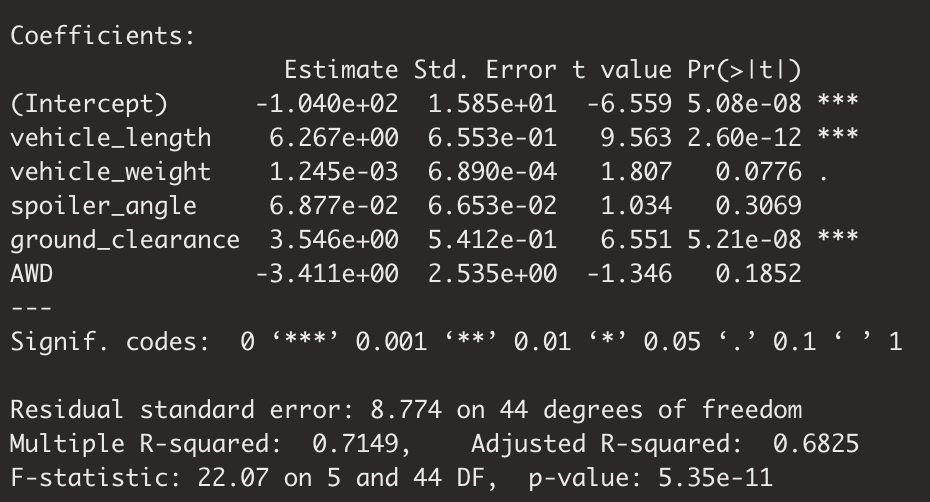 Coefficients:
                   Estimate Std. Error t value Pr(>|t|)    
(Intercept)      -1.040e+02  1.585e+01  -6.559 5.08e-08 ***
vehicle_length    6.267e+00  6.553e-01   9.563 2.60e-12 ***
vehicle_weight    1.245e-03  6.890e-04   1.807   0.0776 .
spoiler_angle     6.877e-02  6.653e-02   1.034   0.3069
ground_clearance  3.546e+00  5.412e-01   6.551 5.21e-08 ***
AWD              -3.411e+00  2.535e+00  -1.346   0.1852
---
Signif. codes:  0 ‘***’ 0.001 ‘**’ 0.01 ‘*’ 0.05 ‘.’ 0.1 ‘ ’ 1
Residual standard error: 8.774 on 44 degrees of freedom
Multiple R-squared:  0.7149,    Adjusted R-squared:  0.6825
F-statistic: 22.07 on 5 and 44 DF,  p-value: 5.35e-11